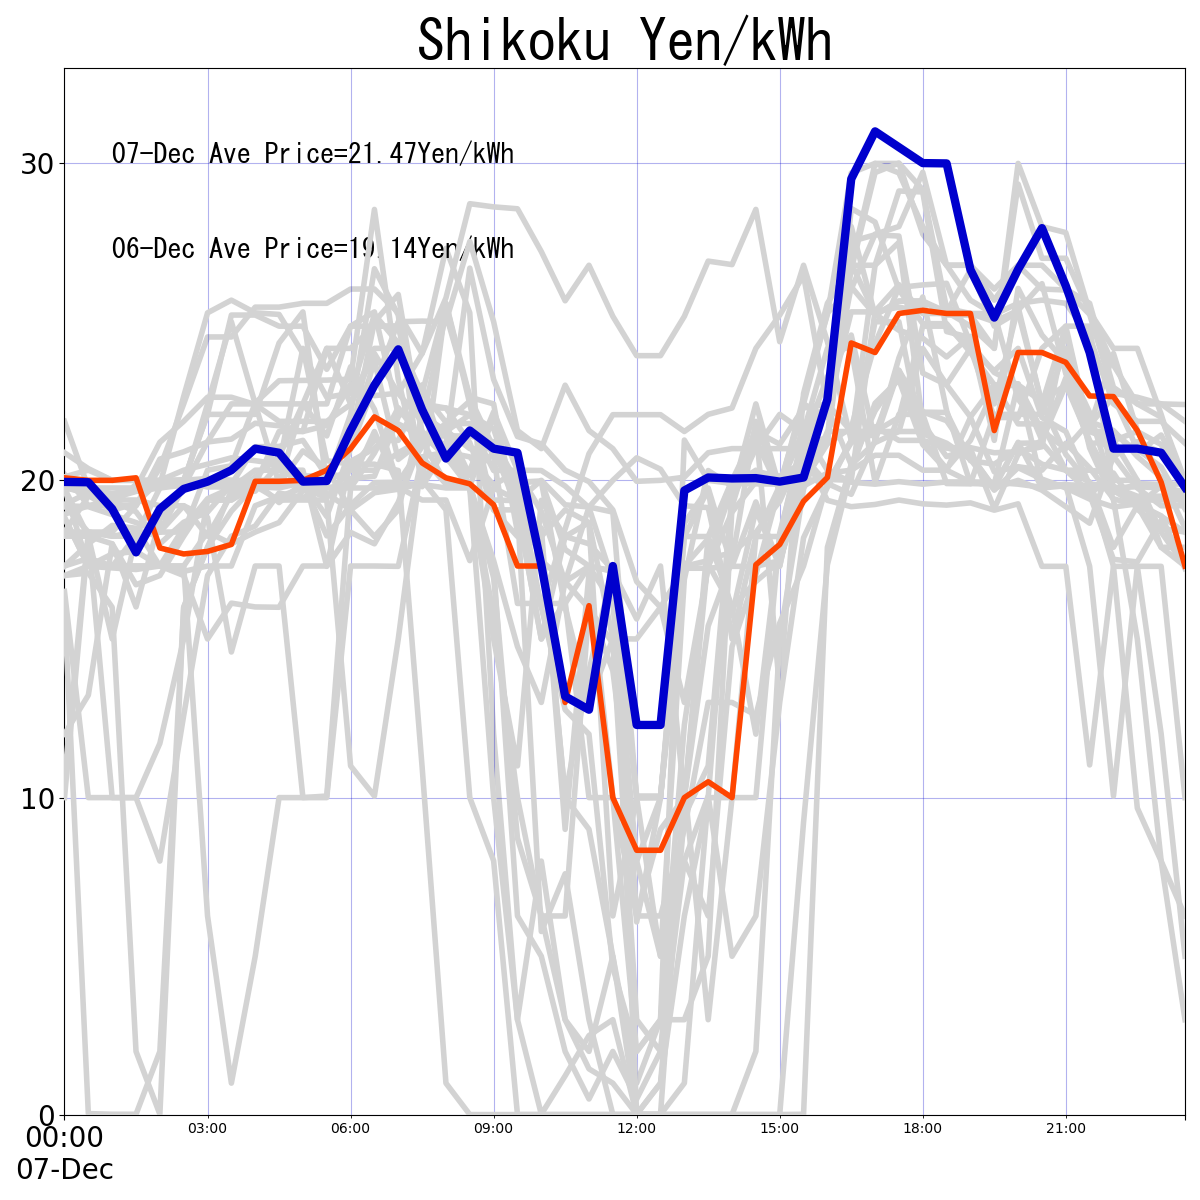 Shikoku Yen/kWh
07-Dec Ave Price=21.47Yen/kWh
06-Dec Ave Price=19.14Yen/kWh
30
20
10
0
00:00 03:00 06:00 09:00 12:00 15:00 18:00 21:00
07-Dec